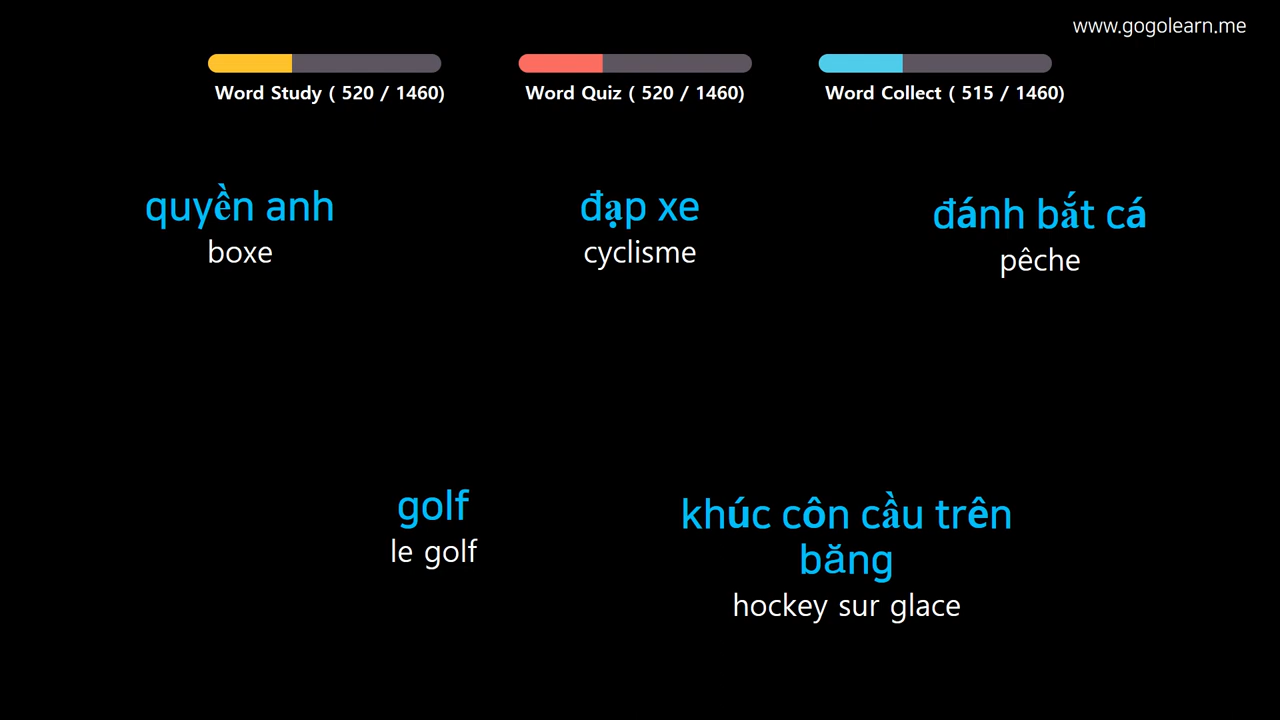 www.gogolearn.me
Word Study ( 520 / 1460)
Word Quiz ( 520 / 1460)
Word Collect ( 515 / 1460)
quyền anh
boxe
đạp xe
cyclisme
đánh bắt cá
pêche
golf
le golf
khúc côn cầu trên
băng
hockey sur glace